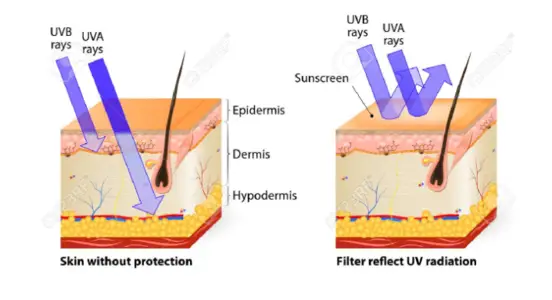 UVB
rays
UVA
rays
Epidermis
Dermis
Hypodermis
Skin without protection
UVB
rays
UVA
rays
Sunscreen
Filter reflect UV radiation